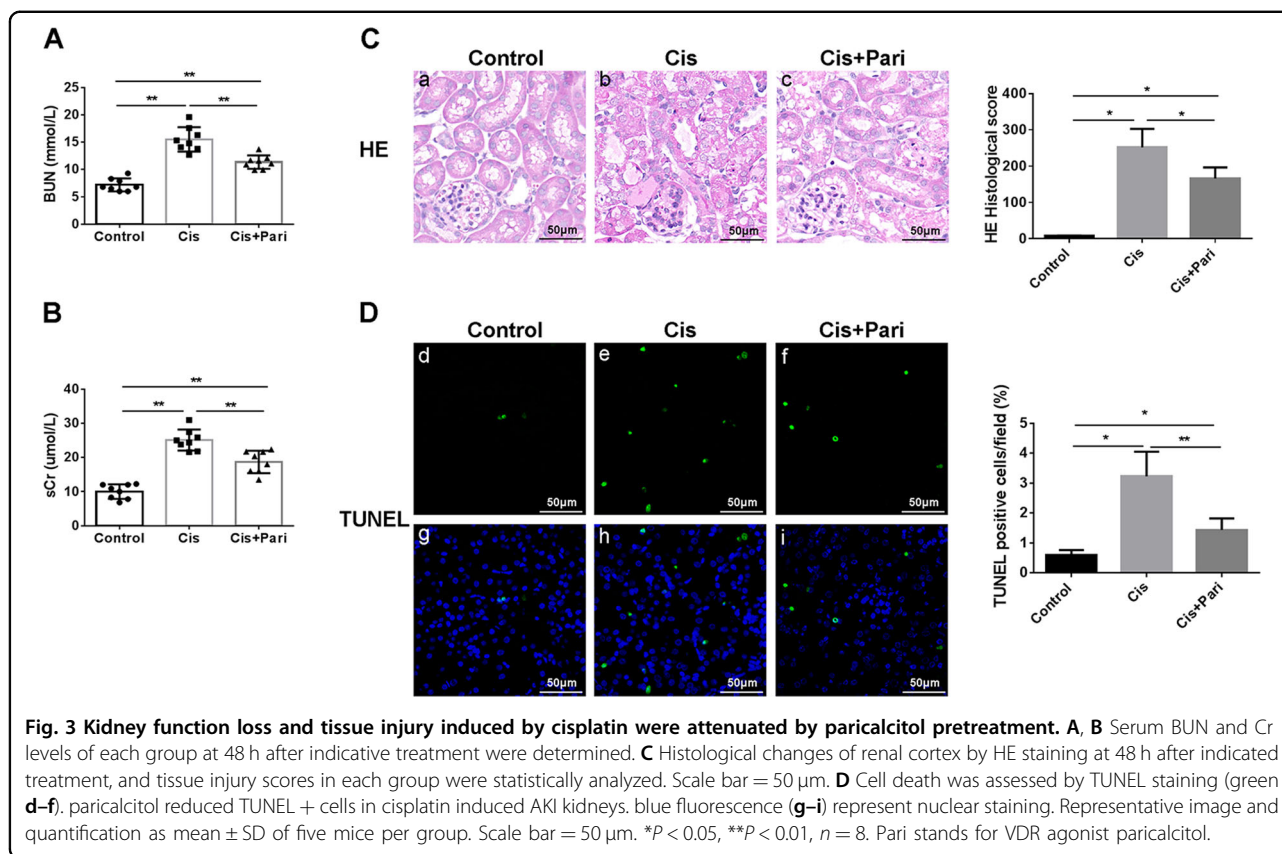 A
BUN (mmol/L)
25
20
15
10
5
0
**
** **
Control Cis Cis+Pari
B
sCr (umol/L)
40
30
20
10
0
**
** **
Control Cis Cis+Pari
C
Control Cis Cis+Pari
HE
a b c
50μm 50μm 50μm
HE Histological score
400
300
200
100
0
*
* *
Control Cis Cis+Pari
D
Control Cis Cis+Pari
TUNEL
d e f
50μm 50μm 50μm
g h i
50μm 50μm 50μm
TUNEL positive cells/field (%)
5
4
3
2
1
0
*
* **
Control Cis Cis+Pari
Fig. 3 Kidney function loss and tissue injury induced by cisplatin were attenuated by paricalcitol pretreatment. A, B Serum BUN and Cr
levels of each group at 48 h after indicative treatment were determined. C Histological changes of renal cortex by HE staining at 48 h after indicated
treatment, and tissue injury scores in each group were statistically analyzed. Scale bar = 50 μm. D Cell death was assessed by TUNEL staining (green
d–f). paricalcitol reduced TUNEL + cells in cisplatin induced AKI kidneys. blue fluorescence (g–i) represent nuclear staining. Representative image and
quantification as mean ± SD of five mice per group. Scale bar = 50 μm. *P < 0.05, **P < 0.01, n = 8. Pari stands for VDR agonist paricalcitol.